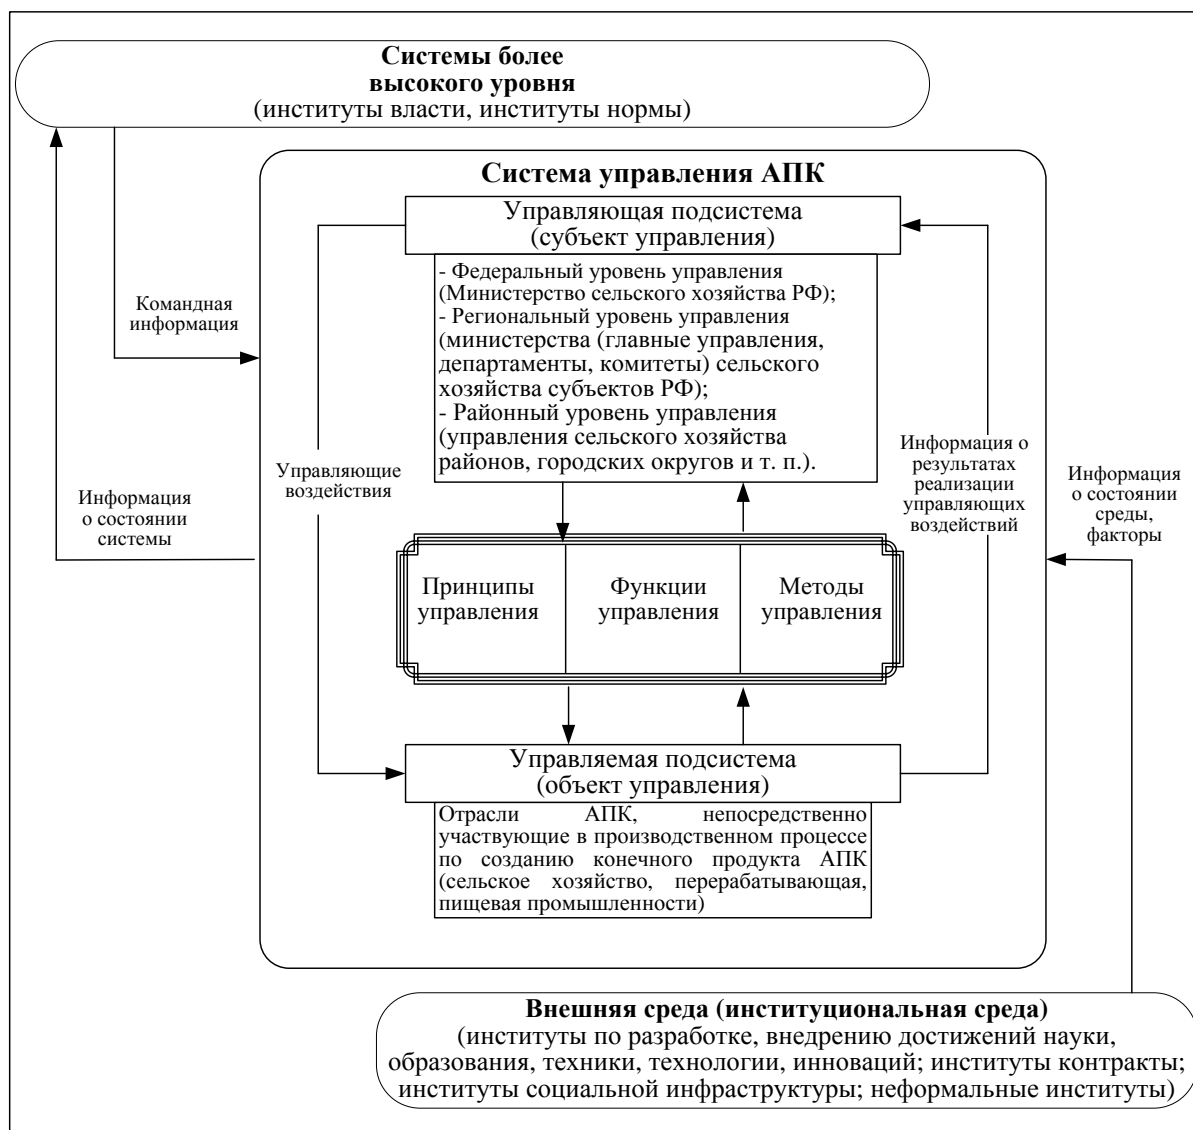 Системы более
высокого уровня
(институты власти, институты нормы)
Система управления АПК
Управляющая подсистема
(субъект управления)
- Федеральный уровень управления
(Министерство сельского хозяйства РФ);
- Региональный уровень управления
(министерства (главные управления,
департаменты, комитеты) сельского
хозяйства субъектов РФ);
- Районный уровень управления
(управления сельского хозяйства
районов, городских округов и т. п.).
Командная
информация
Управляющие
воздействия
Информация
о состоянии
системы
Информация о
результатах
реализации
управляющих
воздействий
Информация
о состоянии
среды,
факторы
Принципы
управления
Функции
управления
Методы
управления
Управляемая подсистема
(объект управления)
Отрасли АПК, непосредственно
участвующие в производственном процессе
по созданию конечного продукта АПК
(сельское хозяйство, перерабатывающая,
пищевая промышленности)
Внешняя среда (институциональная среда)
(институты по разработке, внедрению достижений науки,
образования, техники, технологии, инноваций; институты контракты;
институты социальной инфраструктуры; неформальные институты)